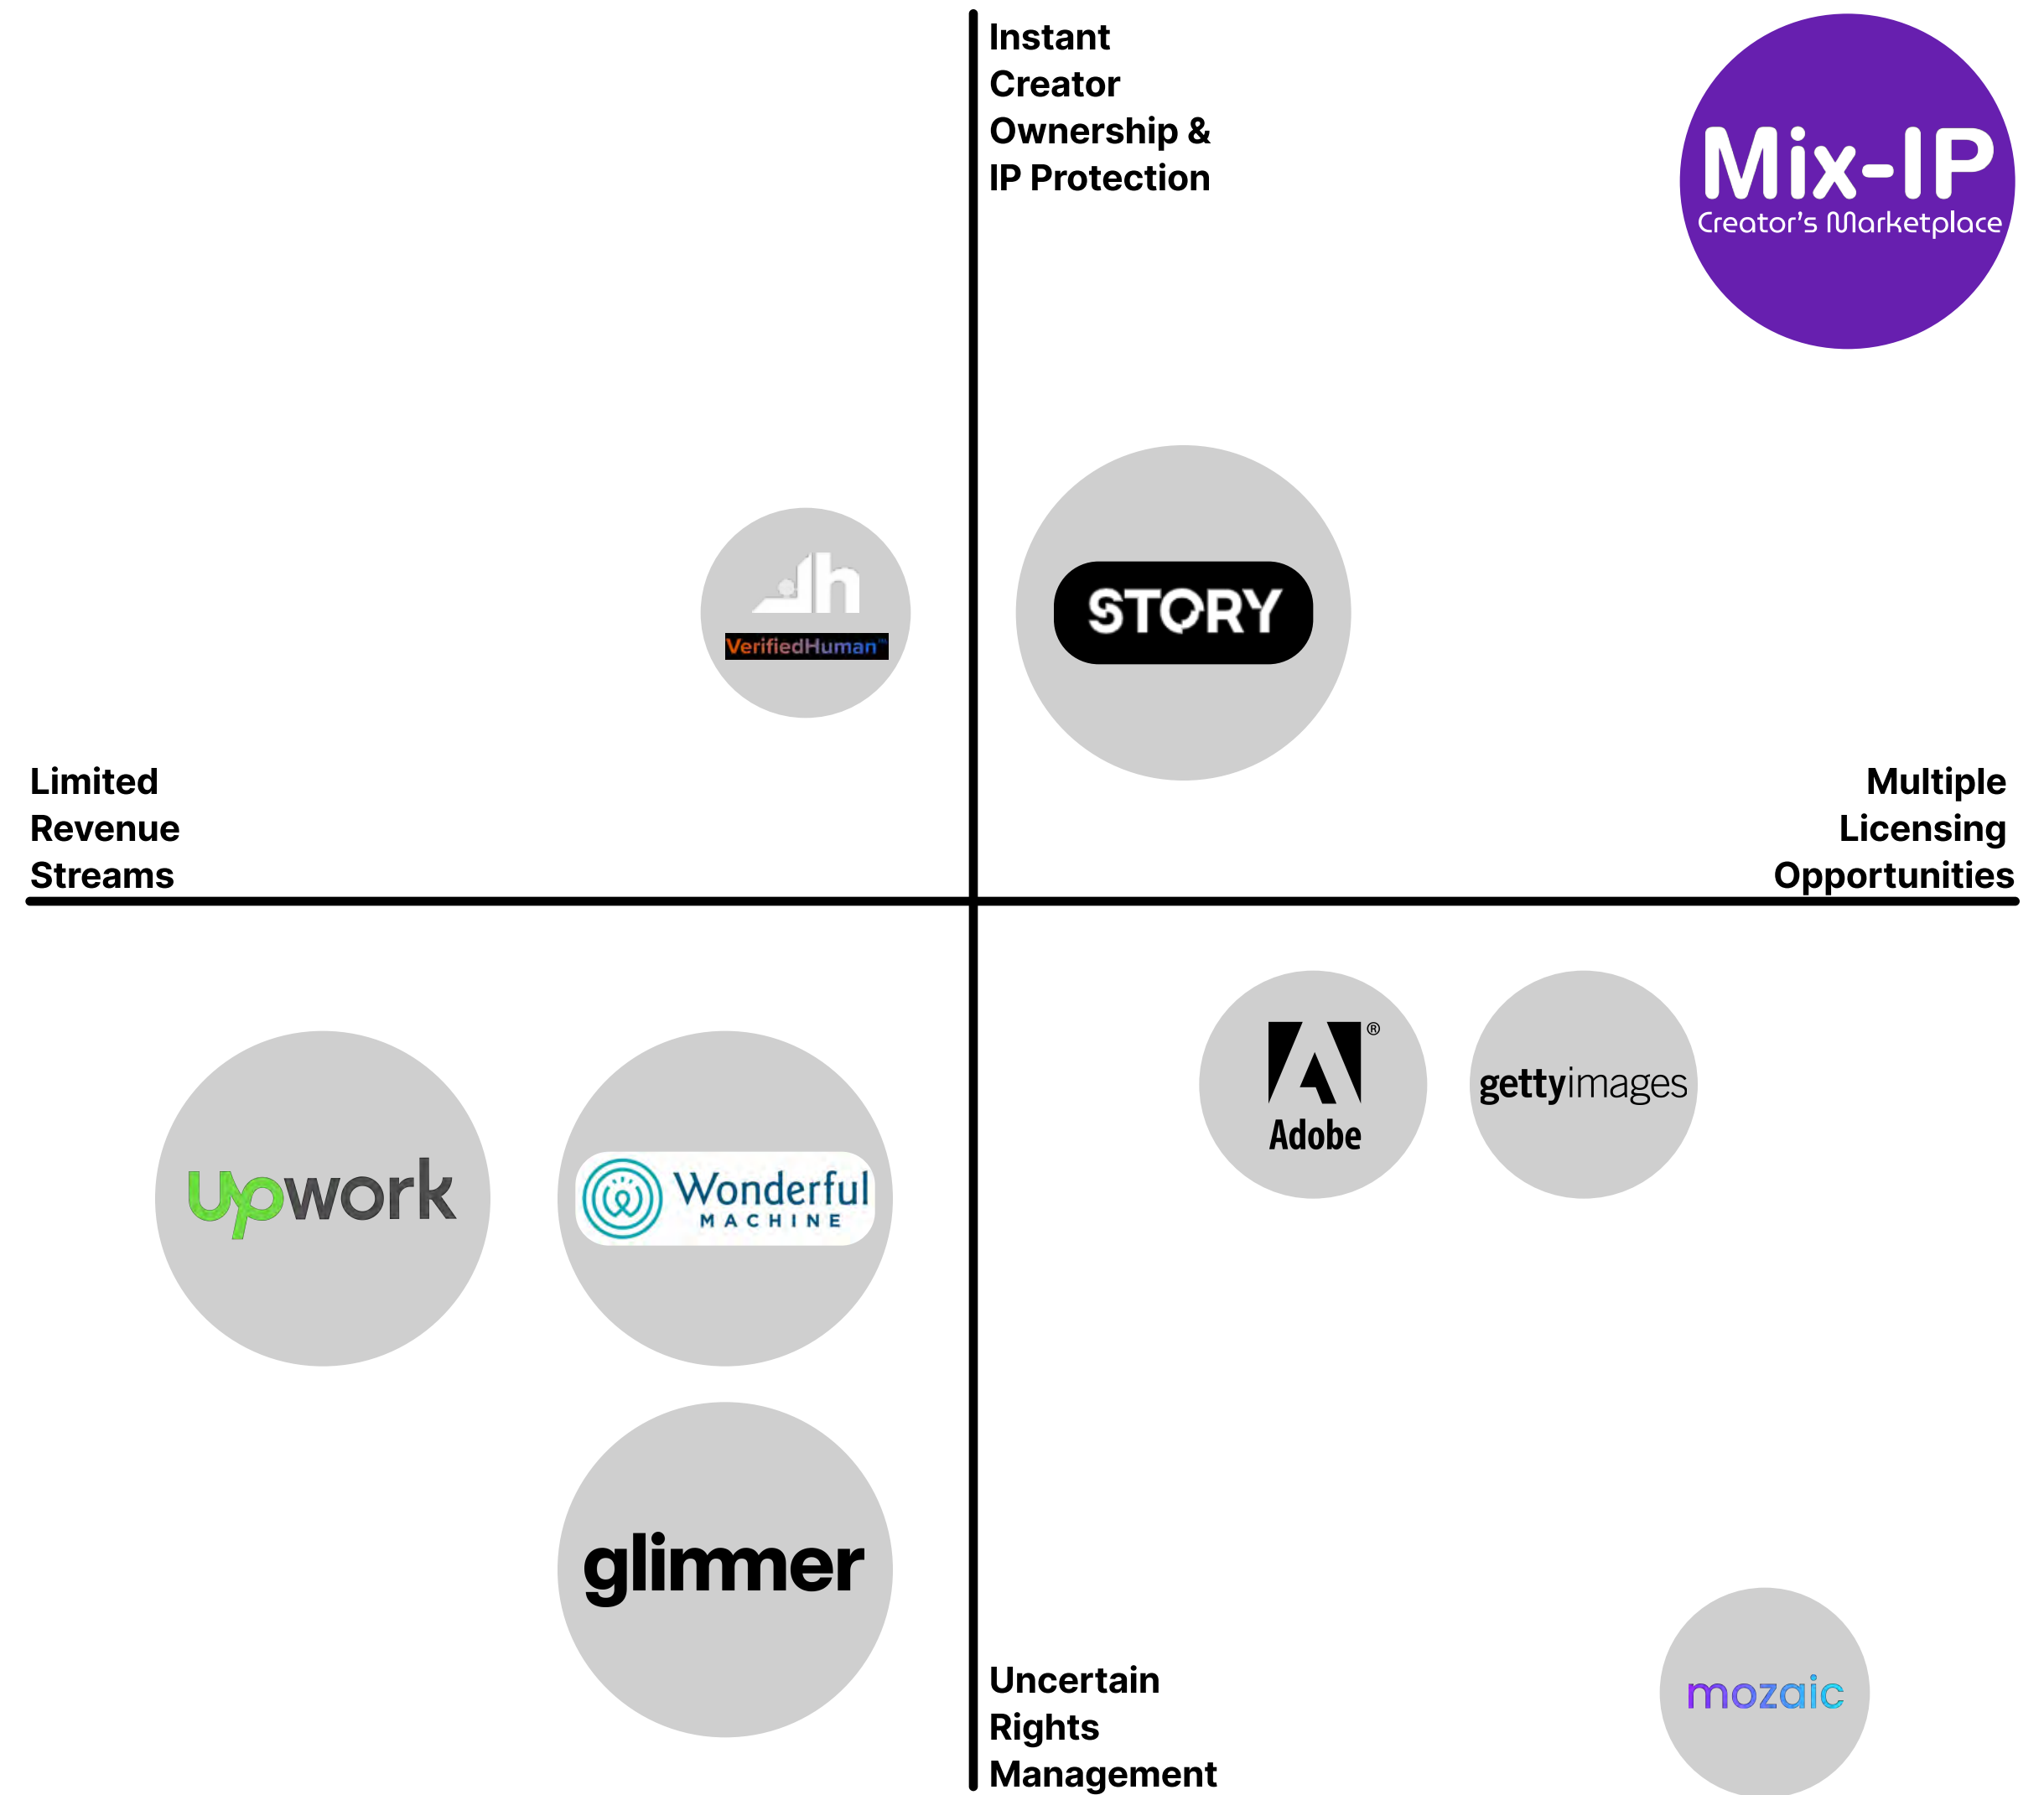 Instant
Creator
Ownership &
IP Protection
Mix-IP
Creator's Marketplace
VerifiedHuman™
STORY
Limited
Revenue
Streams
Multiple
Licensing
Opportunities
Adobe
®
gettyimages
upwork
Wonderful
MACHINE
glimmer
Uncertain
Rights
Management
mozaic